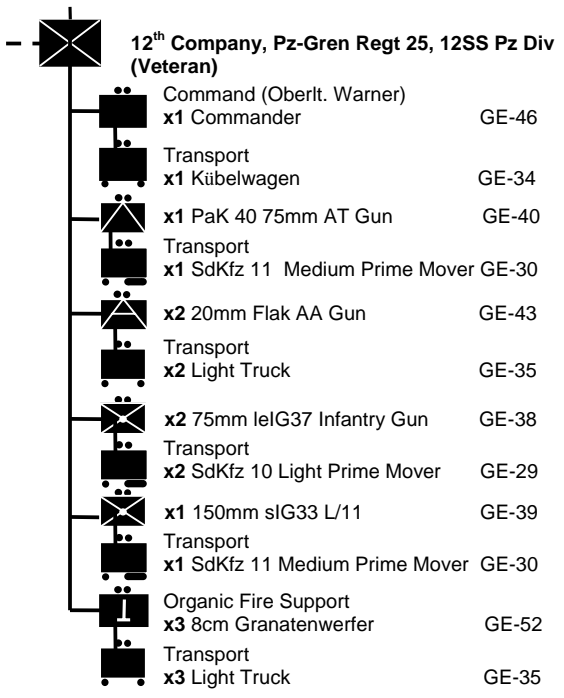 12th Company, Pz-Gren Regt 25, 12SS Pz Div
(Veteran)
Command (Oberlt. Warner)
x1 Commander GE-46
Transport
x1 Kübelwagen GE-34
x1 PaK 40 75mm AT Gun GE-40
Transport
x1 SdKfz 11 Medium Prime Mover GE-30
x2 20mm Flak AA Gun GE-43
Transport
x2 Light Truck GE-35
x2 75mm leIG37 Infantry Gun GE-38
Transport
x2 SdKfz 10 Light Prime Mover GE-29
x1 150mm sIG33 L/11 GE-39
Transport
x1 SdKfz 11 Medium Prime Mover GE-30
Organic Fire Support
x3 8cm Granatenwerfer GE-52
Transport
x3 Light Truck GE-35